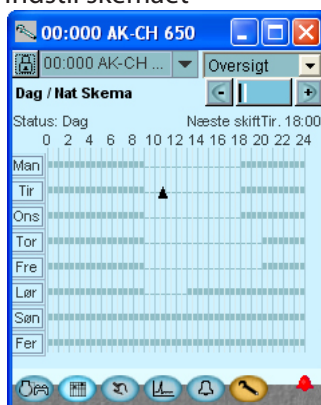 indstil skemaet
00:000 AK-CH 650
00:000 AK-CH ... Oversigt
Dag / Nat Skema
Status: Dag Næste skiftTir. 18:00
0 2 4 6 8 10 12 14 16 18 20 22 24
Man
Tir
Ons
Tor
Fre
Lør
Søn
Fer